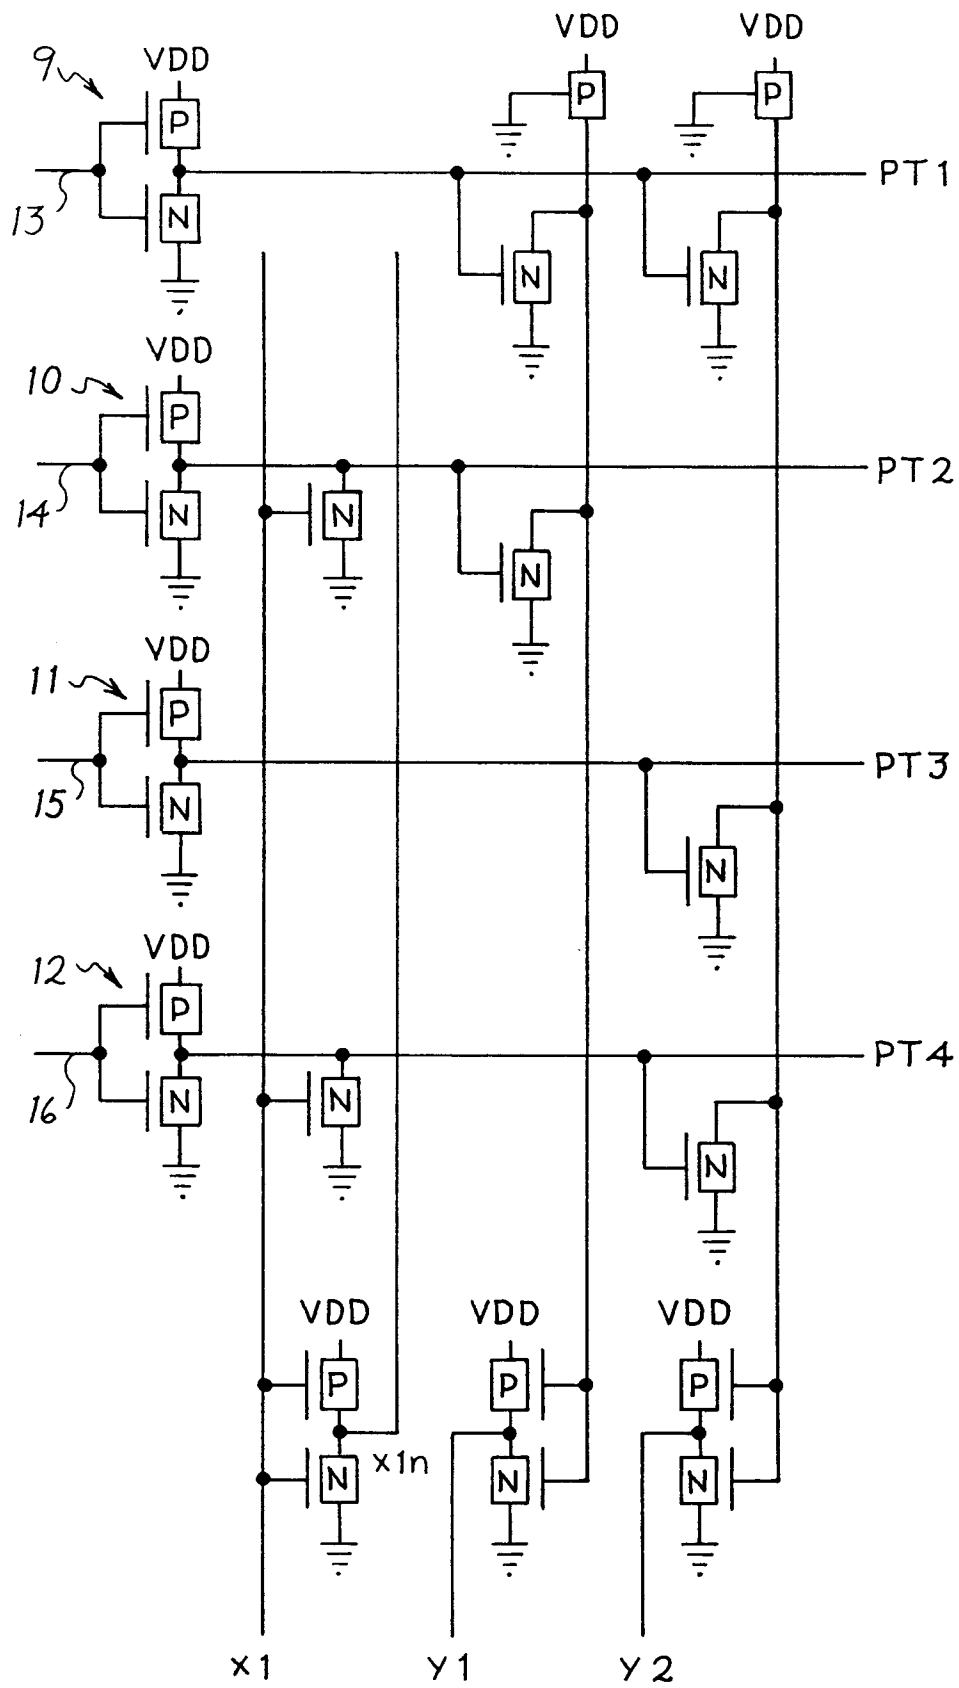 VDD VDD
9 VDD
P P
P
PT1
13 N
N N
VDD
10
P
PT2
14 N N
N
VDD
11
P
PT3
15 N
N
VDD
12
P
PT4
16 N N
N
VDD VDD VDD
P P P
x1n
N N N
x1 y1 y2